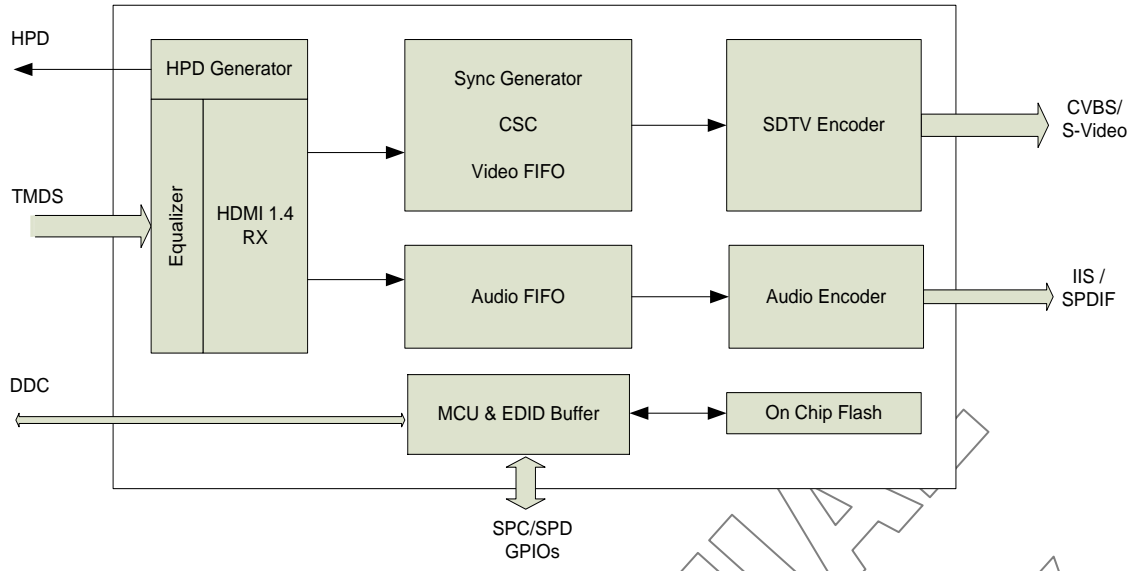 HPD
HPD Generator
Sync Generator
CSC
Video FIFO
SDTV Encoder
CVBS/
S-Video
TMDS
Equalizer
HDMI 1.4
RX
Audio FIFO
Audio Encoder
IIS /
SPDIF
DDC
MCU & EDID Buffer
On Chip Flash
SPC/SPD
GPIOs